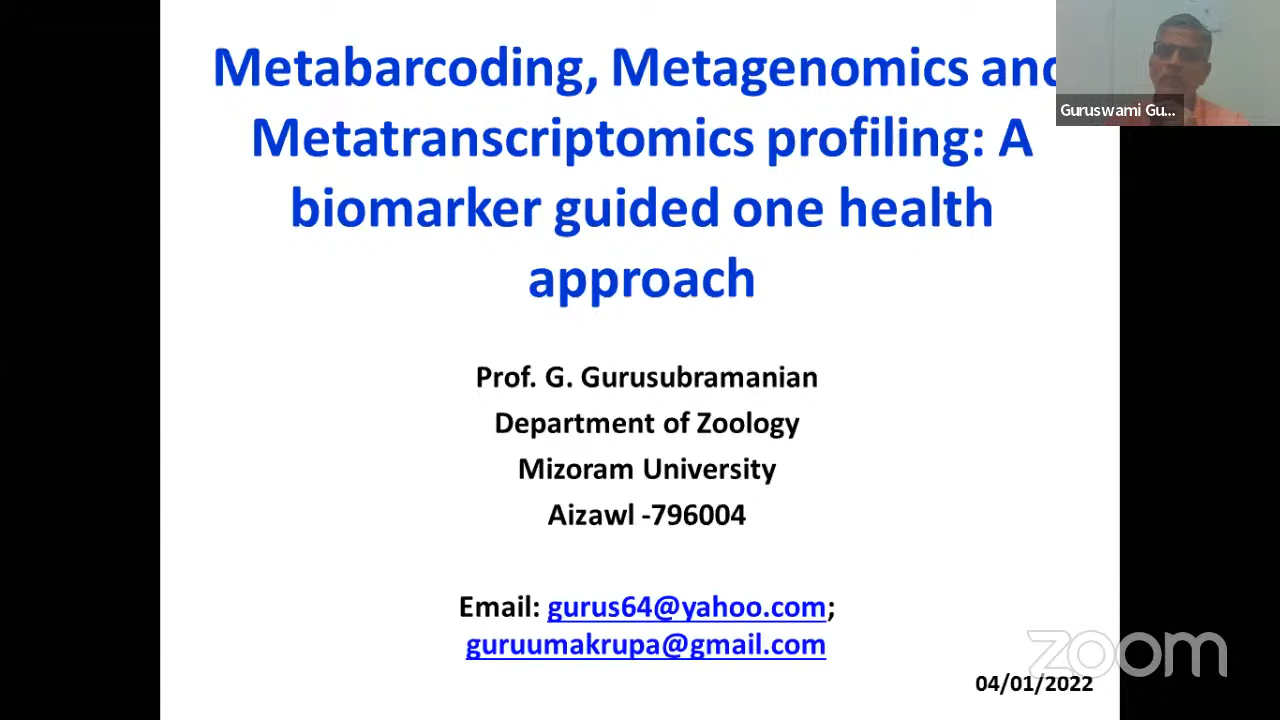 Metabarcoding, Metagenomics and
Metatranscriptomics profiling: A
biomarker guided one health
approach
Guruswami Gu...
Prof. G. Gurusubramanian
Department of Zoology
Mizoram University
Aizawl -796004
Email: gurus64@yahoo.com;
guruumakrupa@gmail.com
zoom
04/01/2022